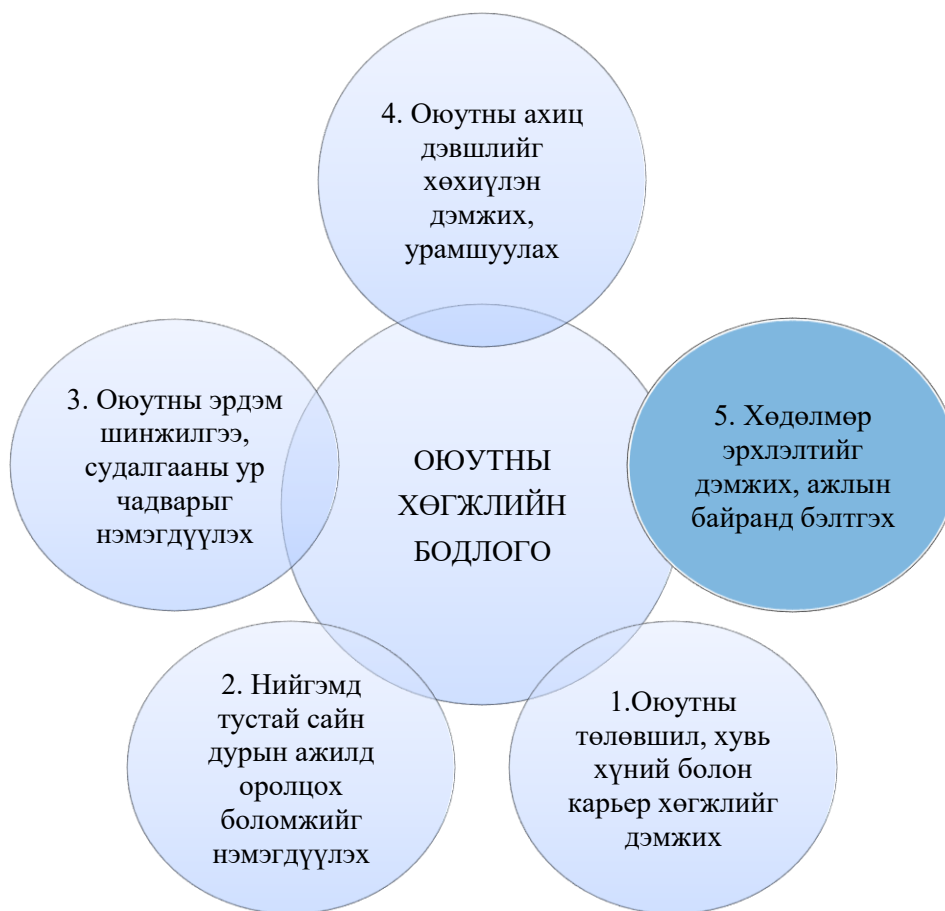 4. Оюутны ахиц
дэвшлийг
хөхиүлэн
дэмжих,
урамшуулах
3. Оюутны эрдэм
шинжилгээ,
судалгааны ур
чадварыг
нэмэгдүүлэх
ОЮУТНЫ
ХӨГЖЛИЙН
БОДЛОГО
5. Хөдөлмөр
эрхлэлтийг
дэмжих, ажлын
байранд бэлтгэх
2. Нийгэмд
тустай сайн
дурын ажилд
оролцох
боломжийг
нэмэгдүүлэх
1.Оюутны
төлөвшил, хувь
хүний болон
карьер хөгжлийг
дэмжих